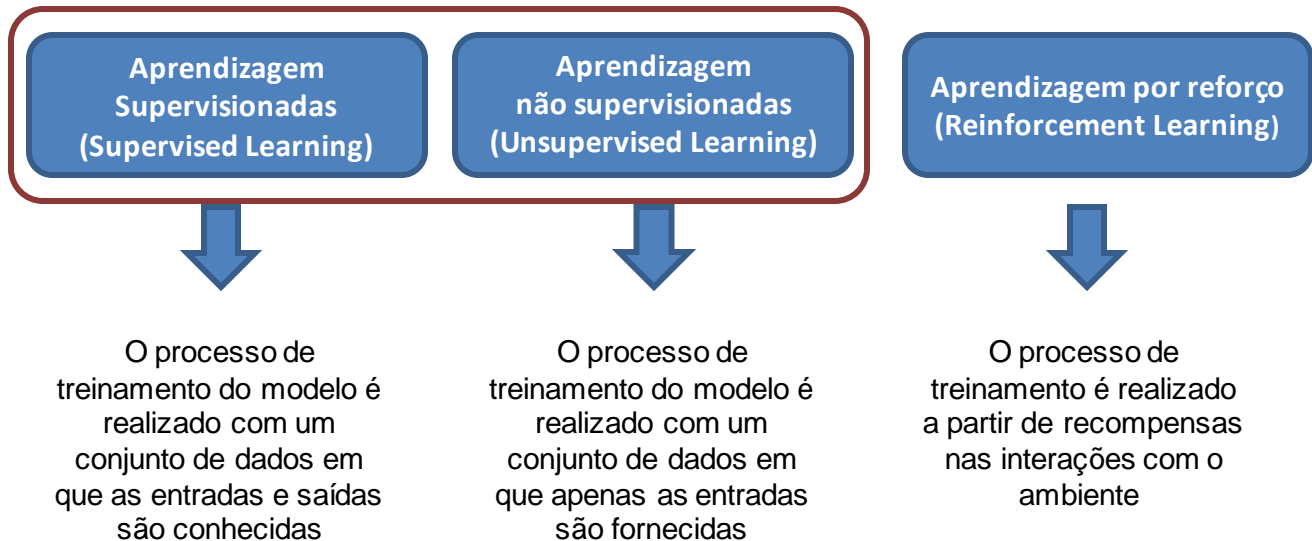 Aprendizagem
Supervisionadas
(Supervised Learning)
Aprendizagem
não supervisionadas
(Unsupervised Learning)
Aprendizagem por reforço
(Reinforcement Learning)
O processo de
treinamento do modelo é
realizado com um
conjunto de dados em
que as entradas e saídas
são conhecidas
O processo de
treinamento do modelo é
realizado com um
conjunto de dados em
que apenas as entradas
são fornecidas
O processo de
treinamento é realizado
a partir de recompensas
nas interações com o
ambiente